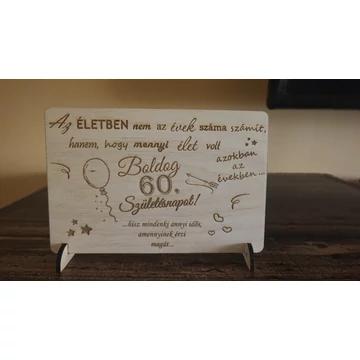 Az ÉLETBEN nem az évek száma számít,
hanem, hogy mennyi élet volt
azokban
az
években...
Boldog
60.
Születésnapot!
...hisz mindenki annyi idős,
amennyinek érzi
magát...